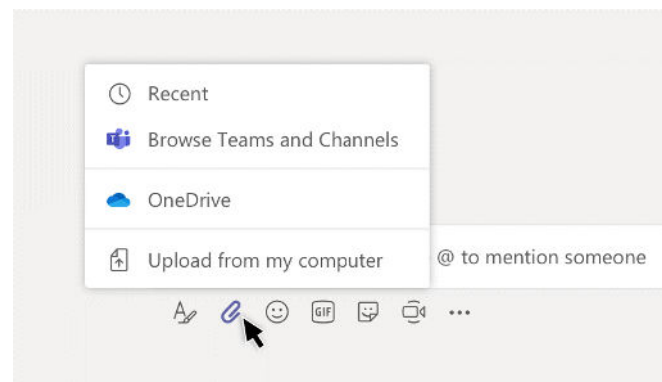 Recent
Browse Teams and Channels
OneDrive
Upload from my computer
@ to mention someone
GIF